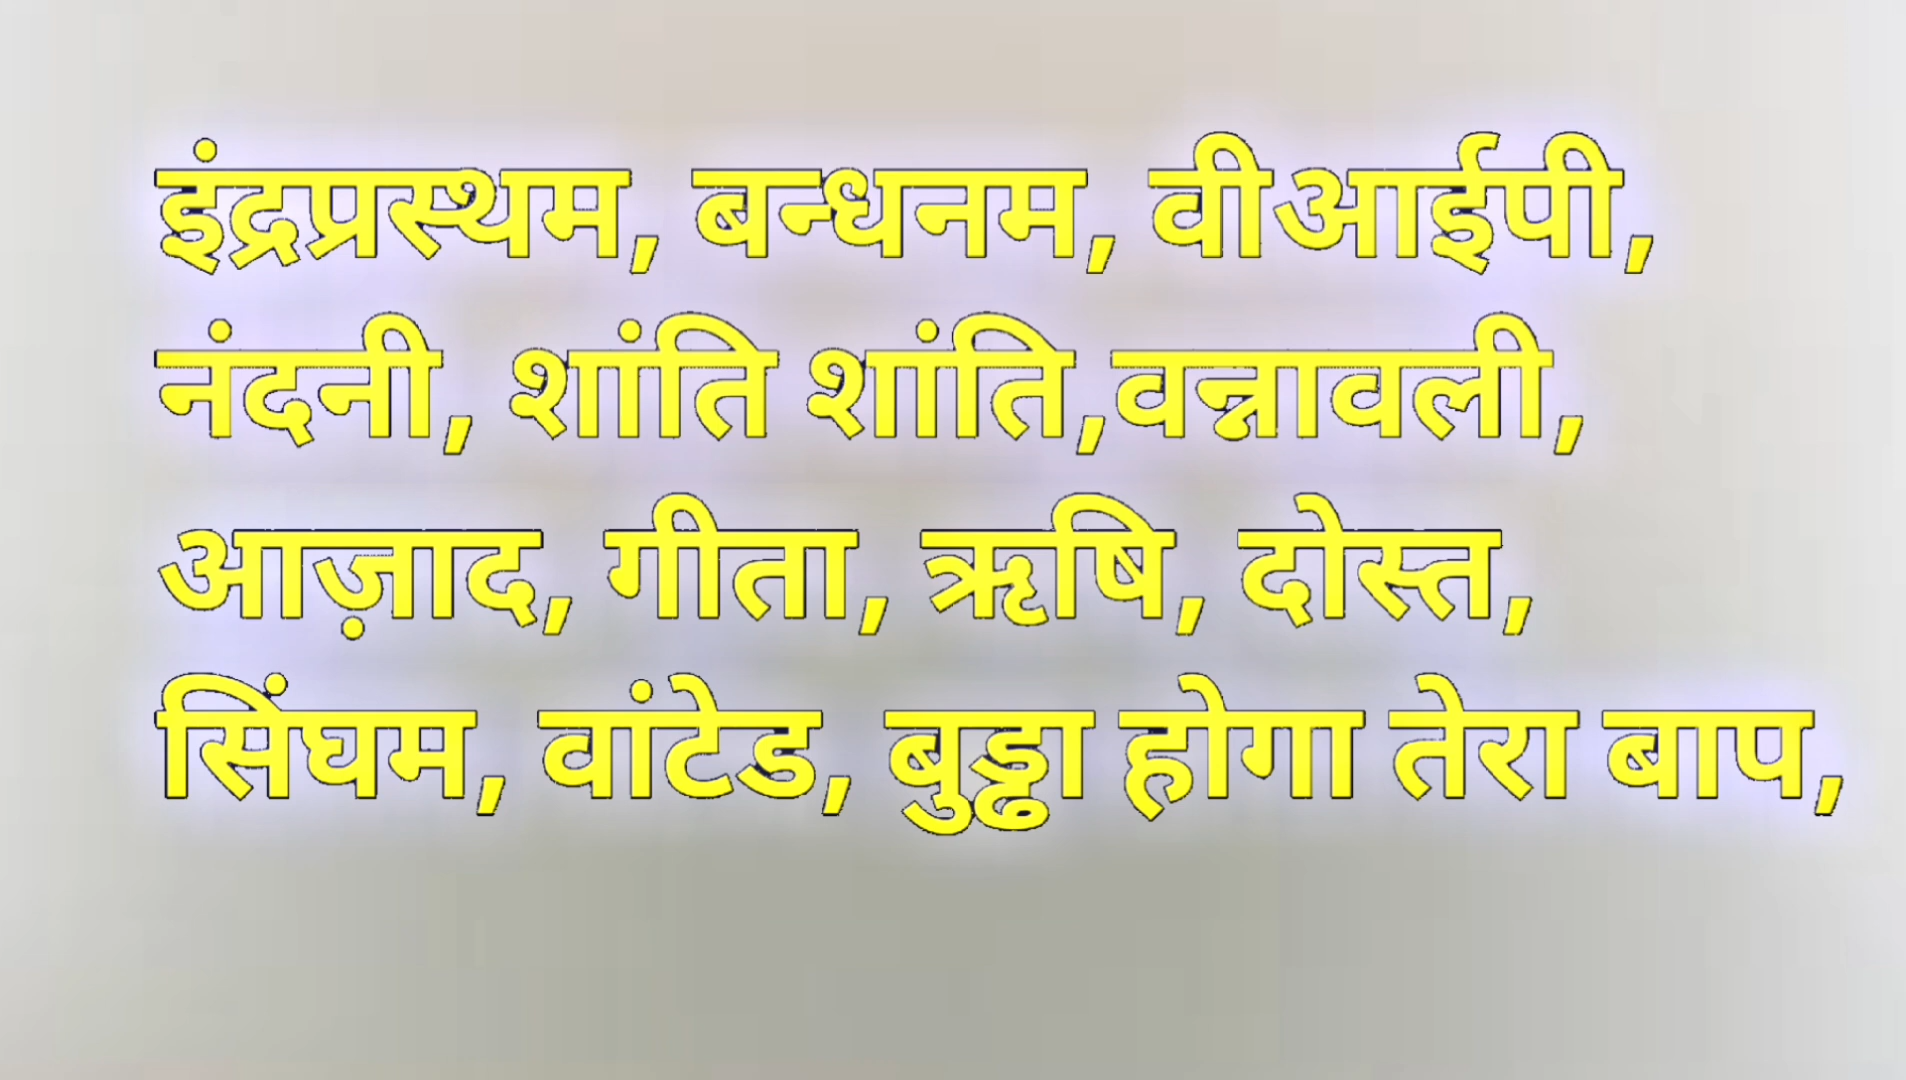 इंद्रप्रस्थम, बन्धनम, वीआईपी,
नंदनी, शांति शांति,वन्नावली,
आज़ाद, गीता, ऋषि, दोस्त,
सिंघम, वांटेड, बुड्ढा होगा तेरा बाप,